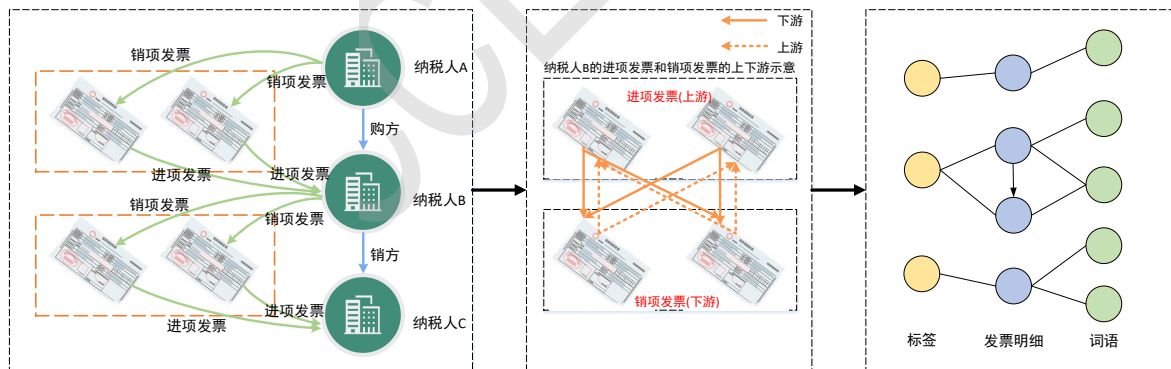 销项发票
销项发票
纳税人A
购方
进项发票
进项发票
纳税人B
销项发票
销项发票
销方
进项发票
进项发票
纳税人C
下游
上游
纳税人B的进项发票和销项发票的上下游示意
进项发票(上游)
销项发票(下游)
标签
发票明细
词语